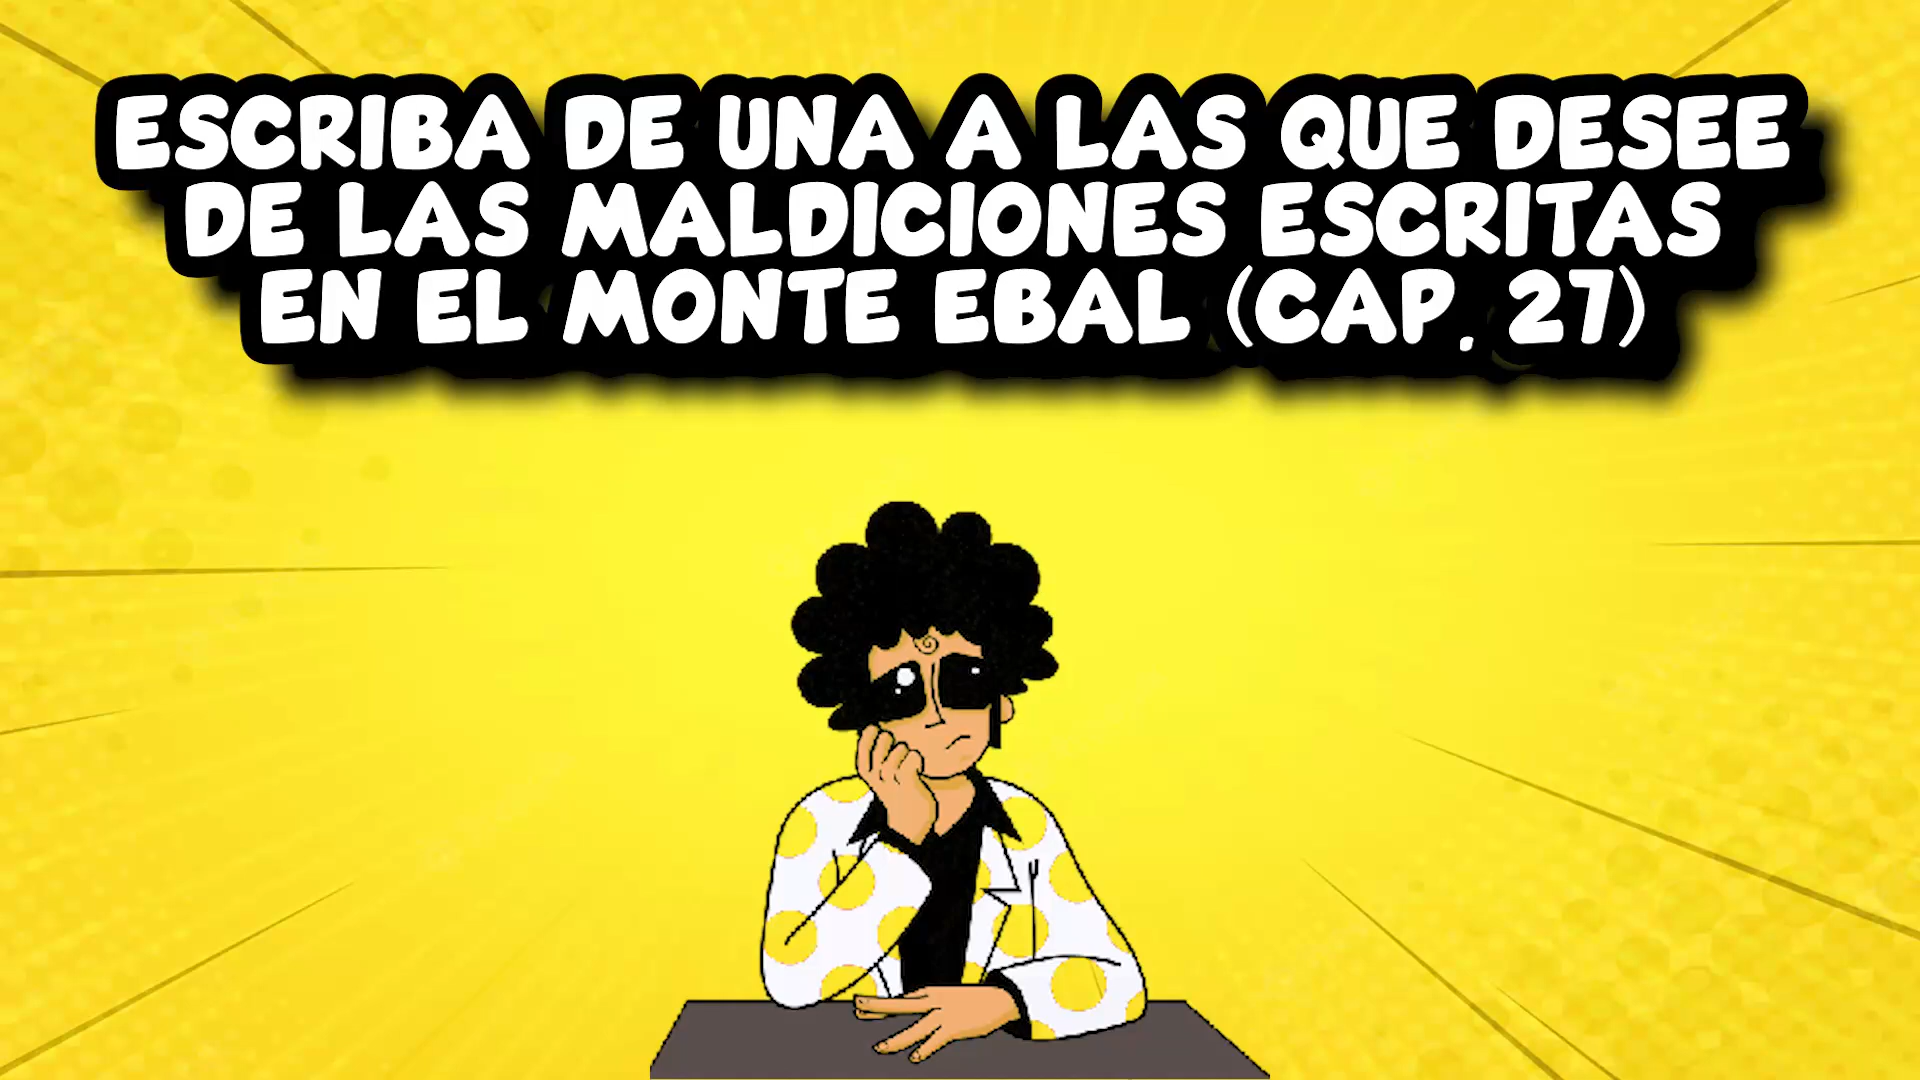 ESCRIBA DE UNA A LAS QUE DESEE
DE LAS MALDICIONES ESCRITAS
EN EL MONTE EBAL (CAP. 27)